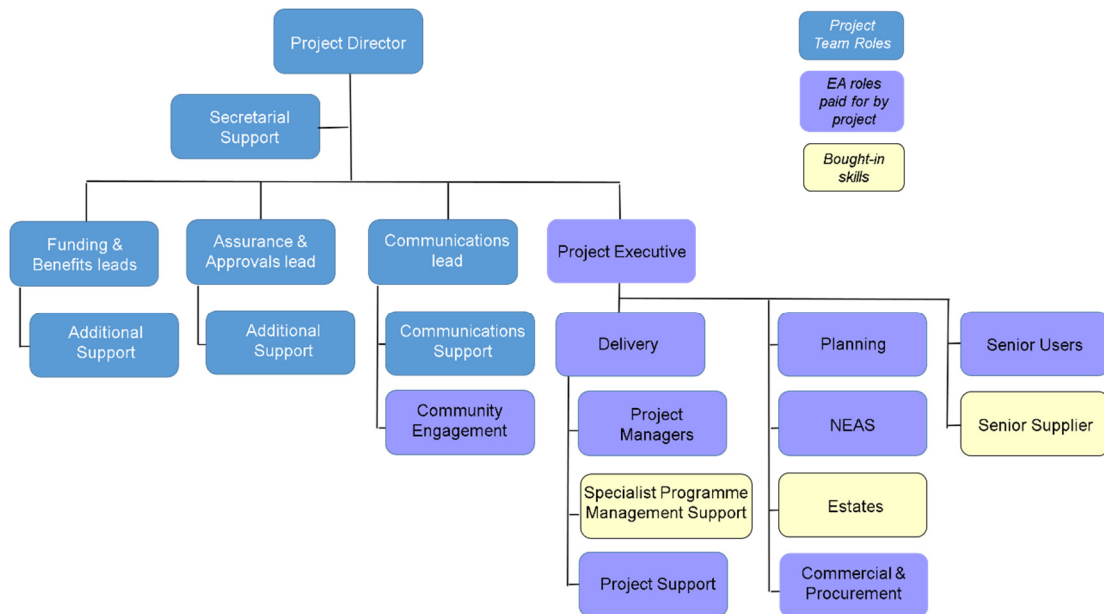 Project Director
Project
Team Roles
EA roles
paid for by
project
Bought-in
skills
Secretarial
Support
Funding &
Benefits leads
Assurance &
Approvals lead
Communications
lead
Project Executive
Additional
Support
Additional
Support
Communications
Support
Delivery
Planning
Senior Users
Community
Engagement
Project
Managers
NEAS
Senior Supplier
Specialist Programme
Management Support
Estates
Project Support
Commercial &
Procurement